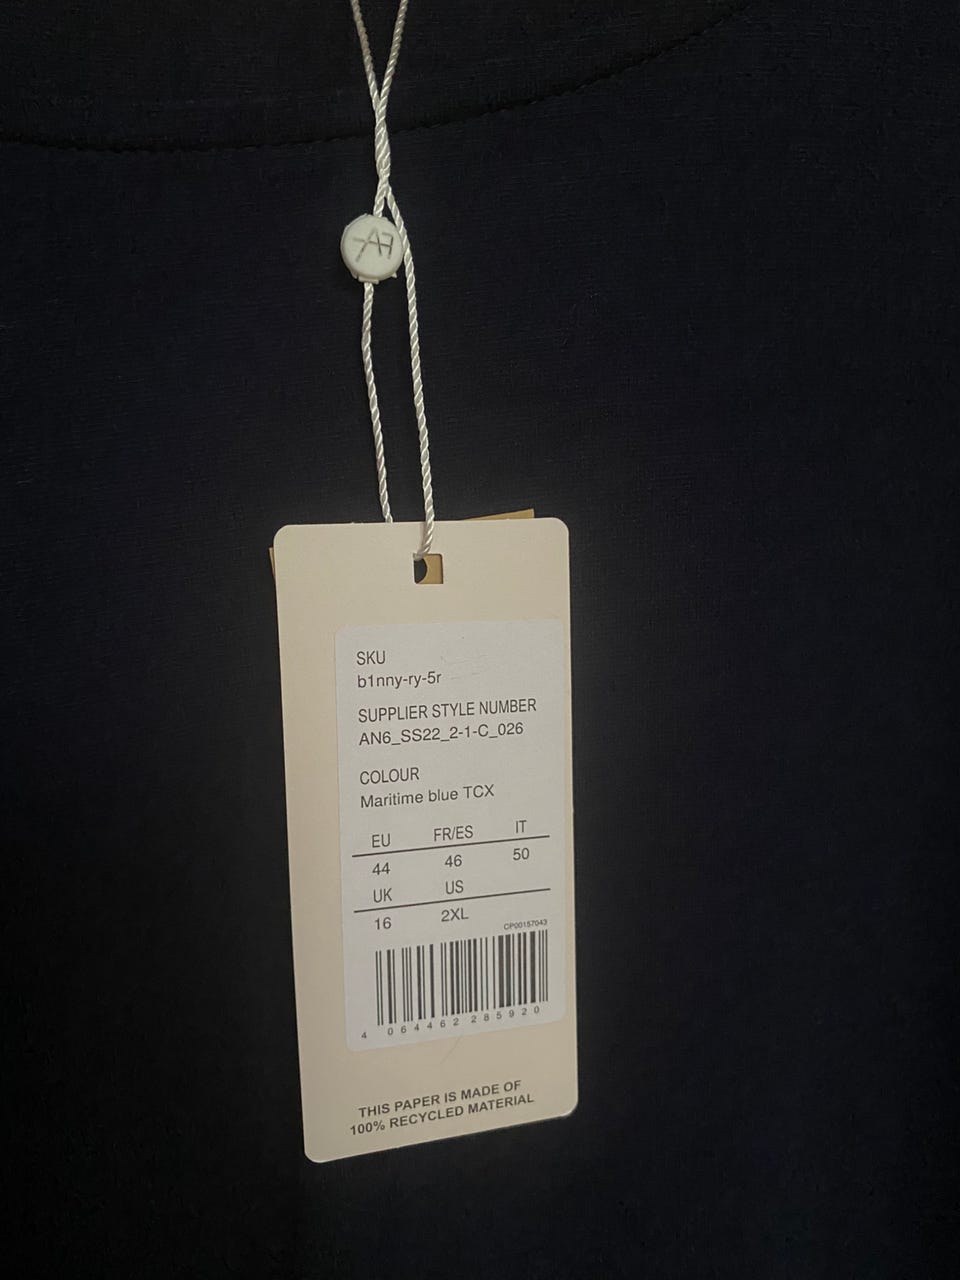 SKU
b1nny-ry-5r
SUPPLIER STYLE NUMBER
AN6_SS22_2-1-C_026
COLOUR
Maritime blue TCX
EU FR/ES IT
44 46 50
UK US
16 2XL
CP00157043
4 064462 285920
THIS PAPER IS MADE OF
100% RECYCLED MATERIAL